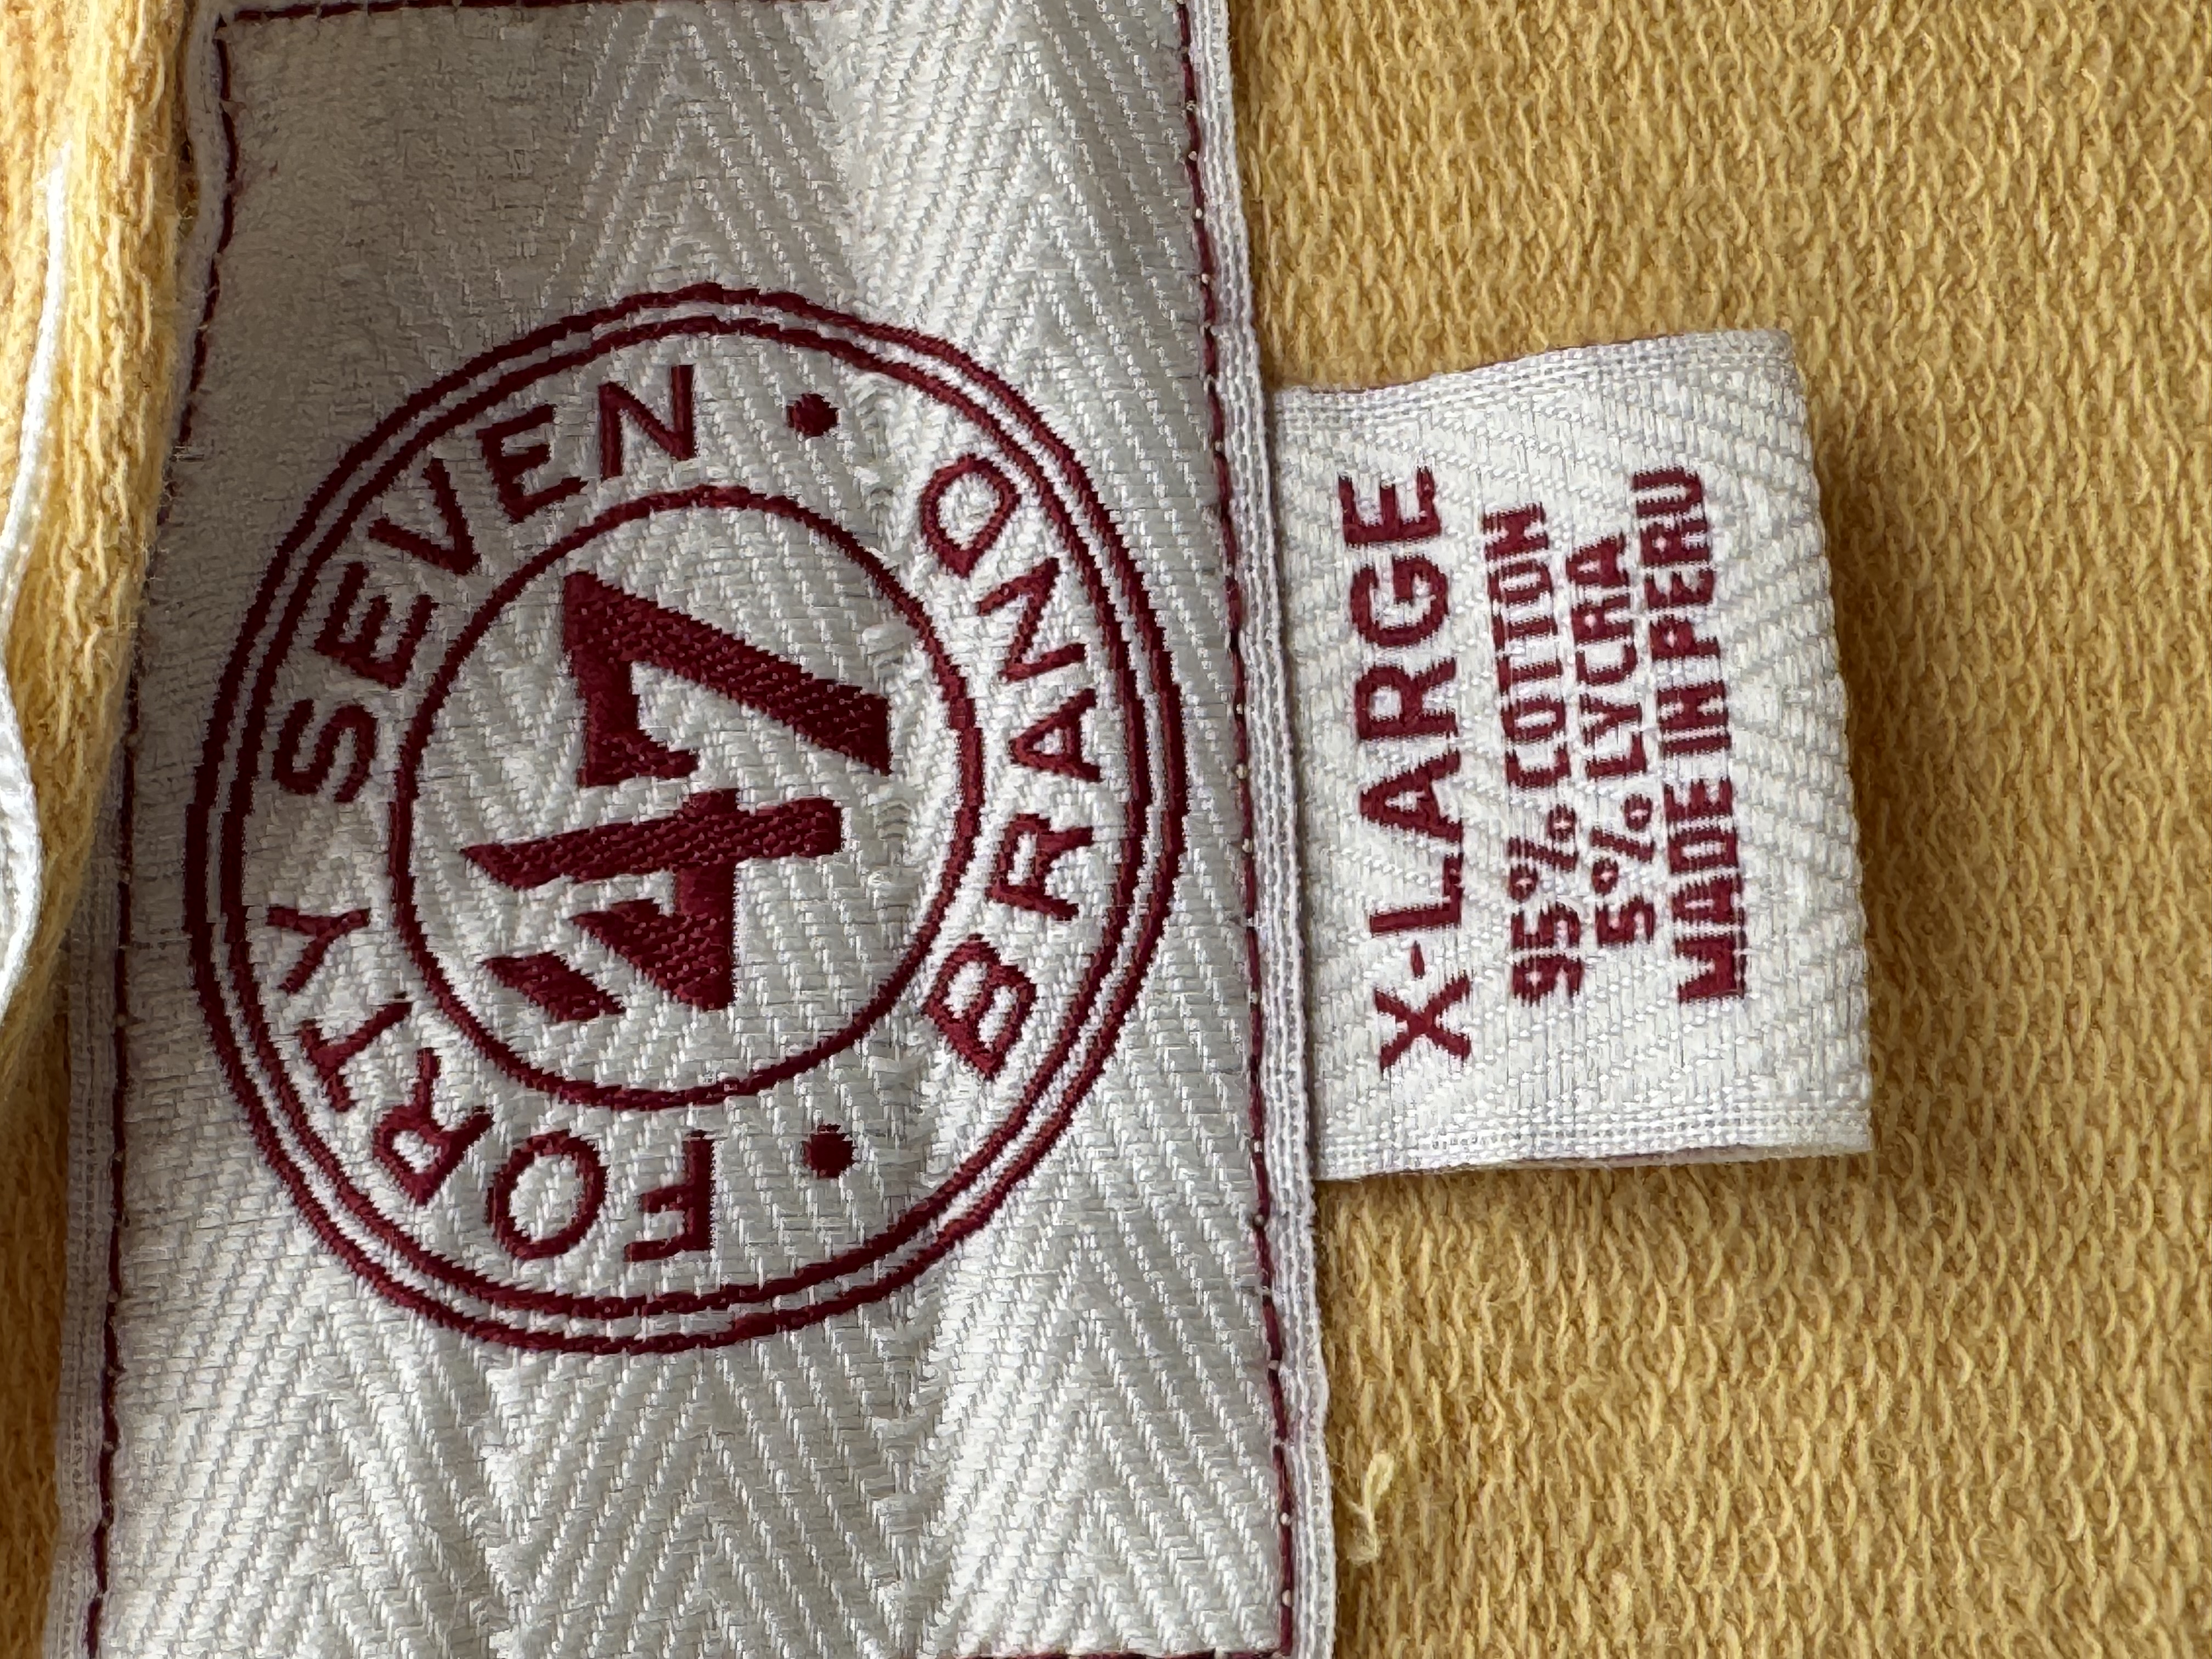 FORTY SEVEN • BRAND •
'47
X-LARGE
95% COTTON
5% LYCRA
MADE IN PERU